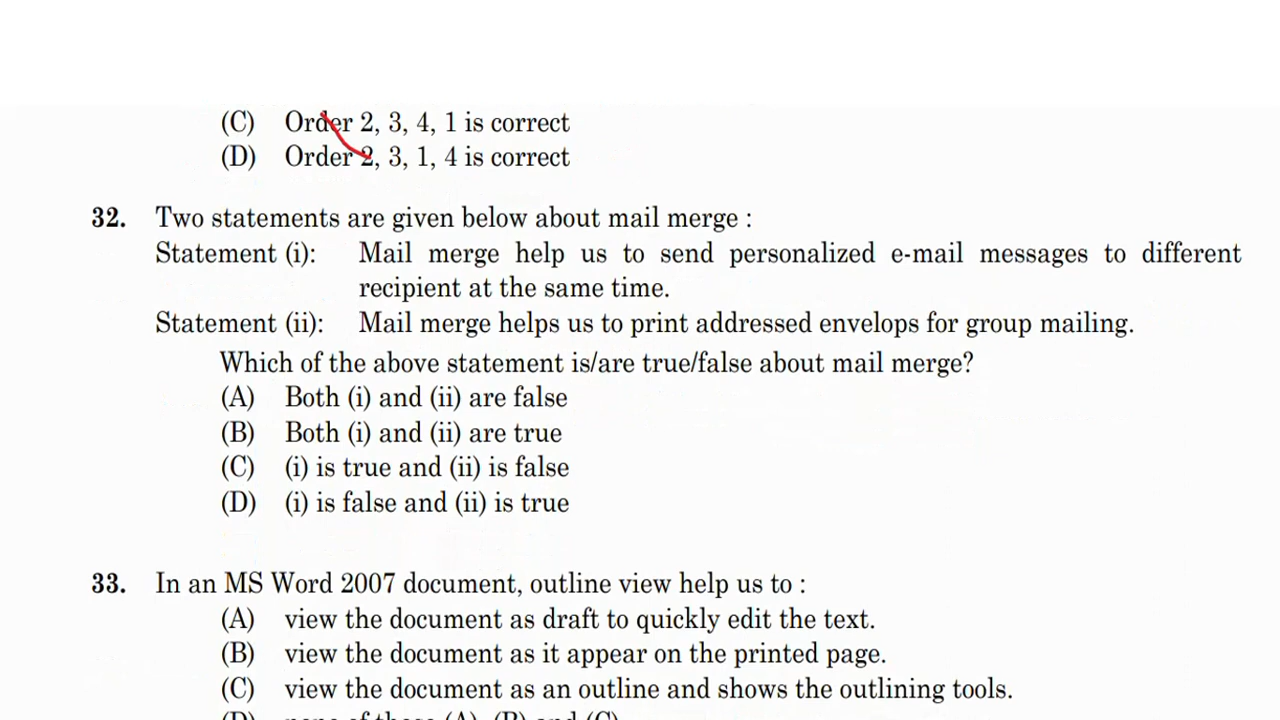 (C) Order 2, 3, 4, 1 is correct
(D) Order 2, 3, 1, 4 is correct
32. Two statements are given below about mail merge :
Statement (i): Mail merge help us to send personalized e-mail messages to different
recipient at the same time.
Statement (ii): Mail merge helps us to print addressed envelops for group mailing.
Which of the above statement is/are true/false about mail merge?
(A) Both (i) and (ii) are false
(B) Both (i) and (ii) are true
(C) (i) is true and (ii) is false
(D) (i) is false and (ii) is true
33. In an MS Word 2007 document, outline view help us to :
(A) view the document as draft to quickly edit the text.
(B) view the document as it appear on the printed page.
(C) view the document as an outline and shows the outlining tools.
(D) none of these (A), (B) and (C)